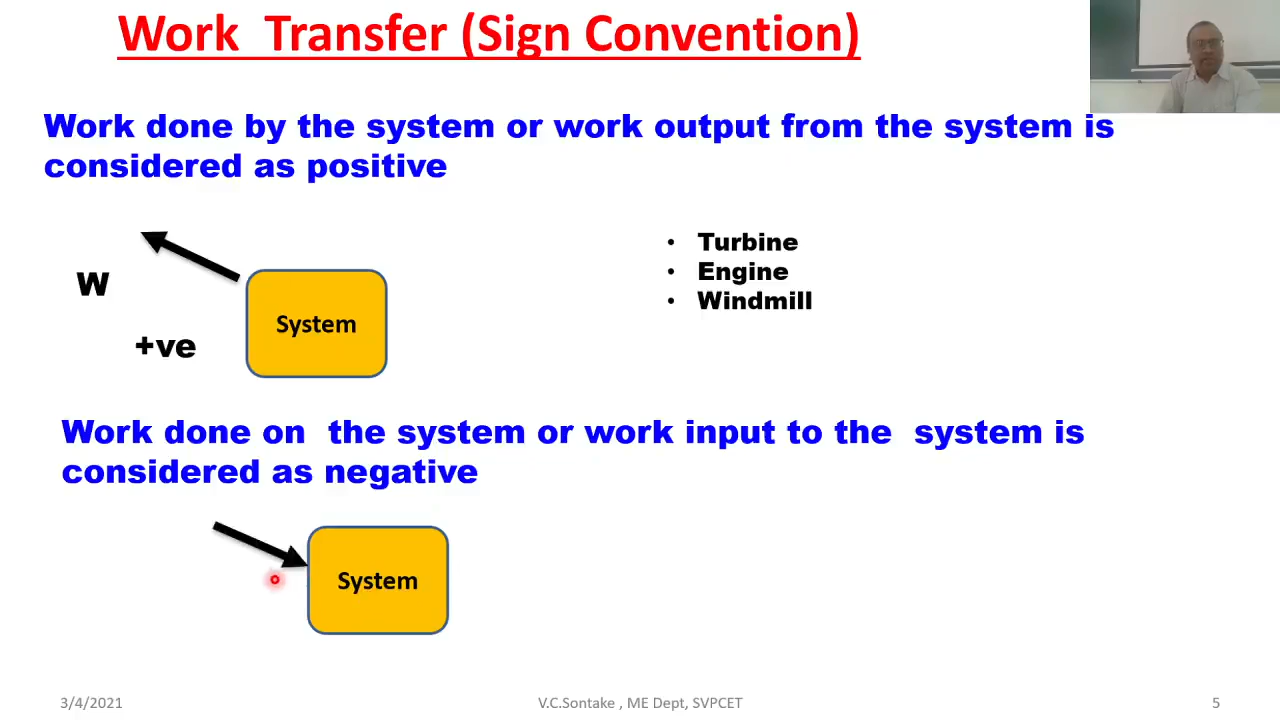 Work Transfer (Sign Convention)
Work done by the system or work output from the system is
considered as positive
W
+ve
System
• Turbine
• Engine
• Windmill
Work done on the system or work input to the system is
considered as negative
System
3/4/2021
V.C.Sontake , ME Dept, SVPCET
5